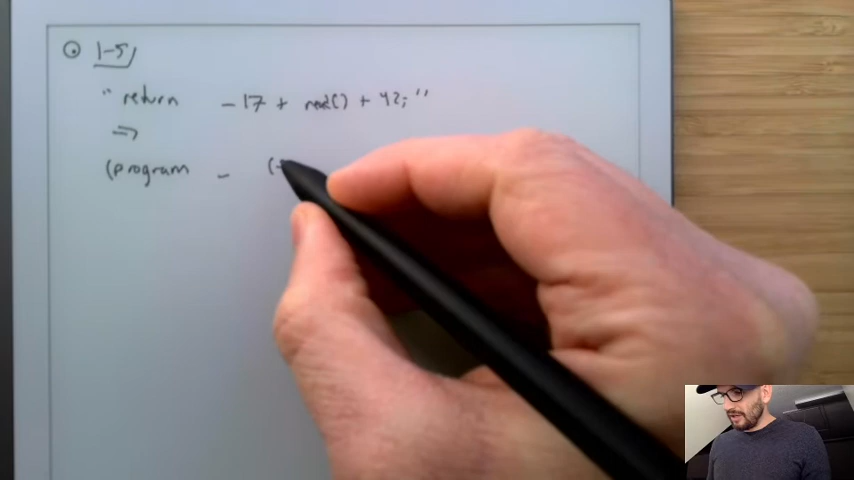 1-5/
"return -17 + read() + 42;"
=>
(program _ (+